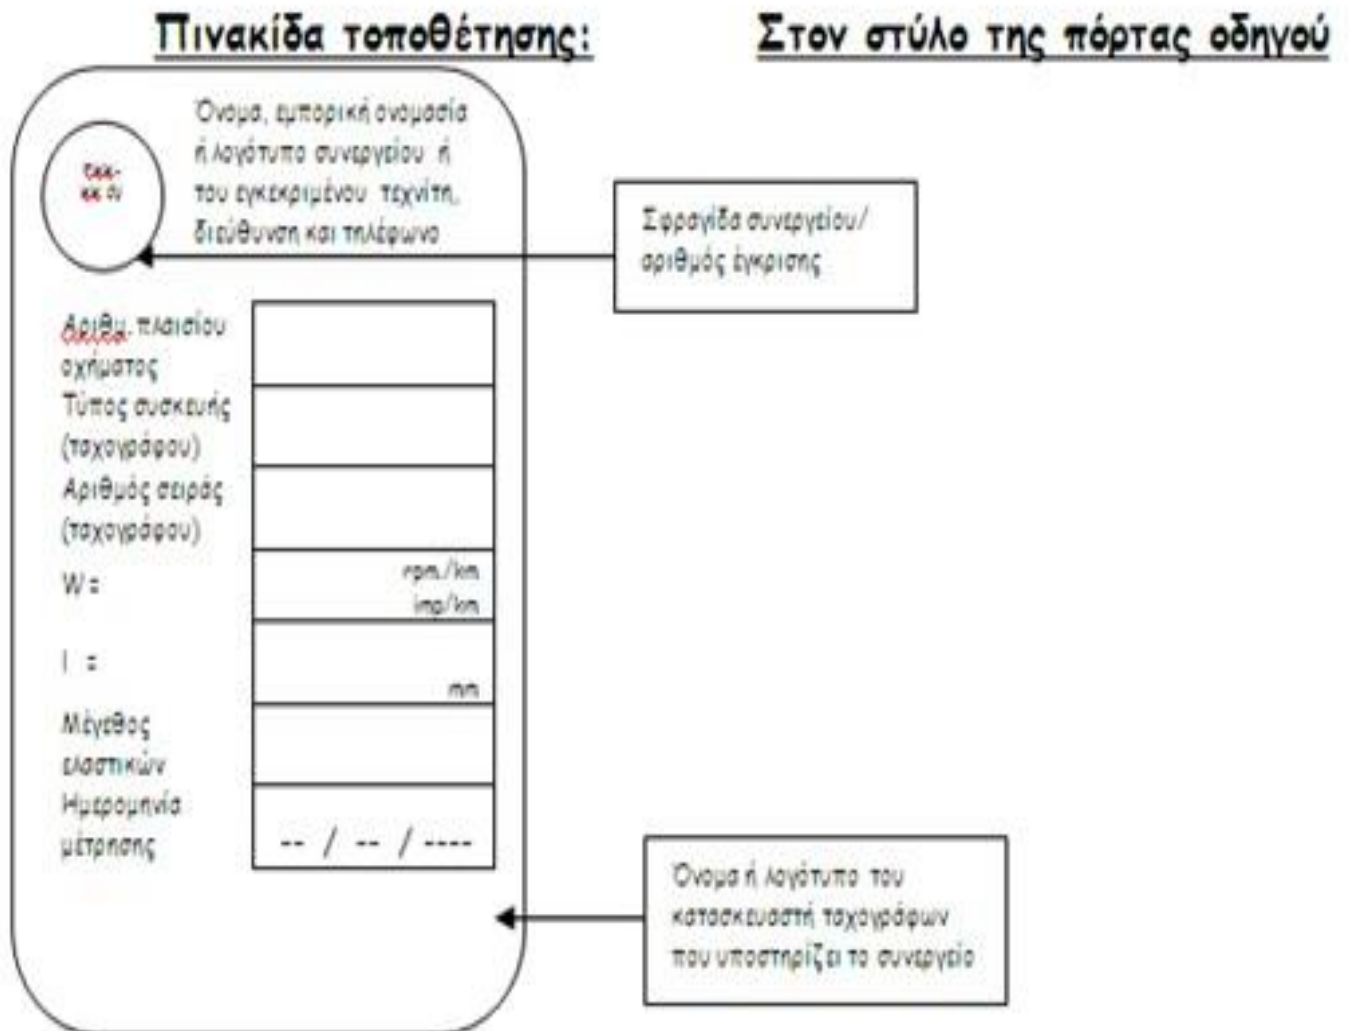 Πινακίδα τοποθέτησης: Στον στύλο της πόρτας οδηγού
Όνομα, εμπορική ονομασία
ή λογότυπο συνεργείου ή
του εγκεκριμένου τεχνίτη,
διεύθυνση και τηλέφωνο
Σφραγίδα συνεργείου/
αριθμός έγκρισης
Αριθμ. πλαισίου
οχήματος
Τύπος συσκευής
(ταχογράφου)
Αριθμός σειράς
(ταχογράφου)
W = rpm./km
imp/km
l =
mm
Μέγεθος
ελαστικών
Ημερομηνία
μέτρησης -- / -- / ----
Όνομα ή λογότυπο του
κατασκευαστή ταχογράφων
που υποστηρίζει το συνεργείο